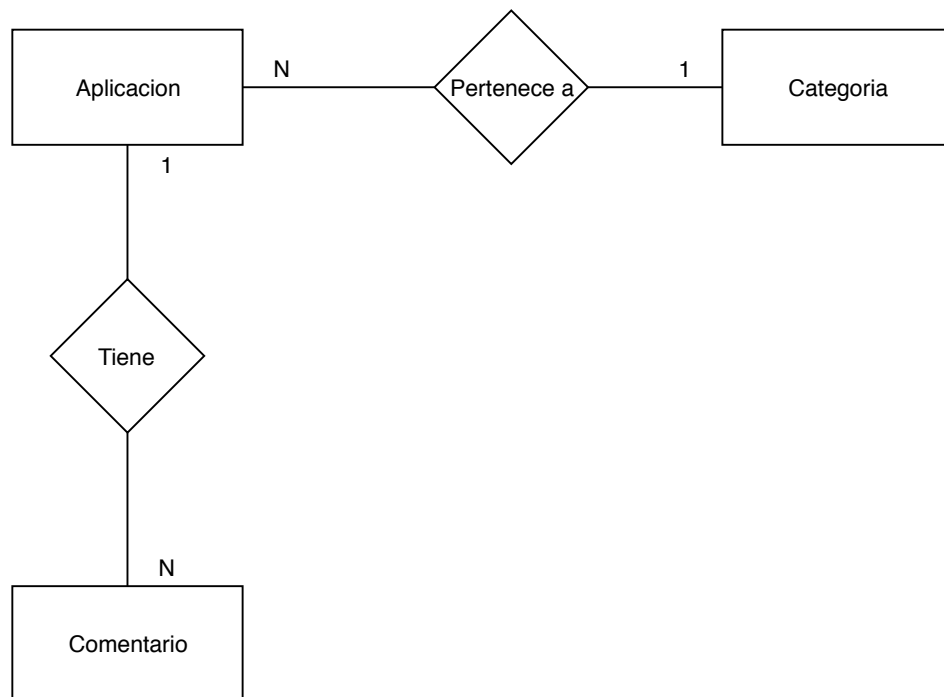 Aplicacion
N
Pertenece a
1
Categoria
1
Tiene
N
Comentario